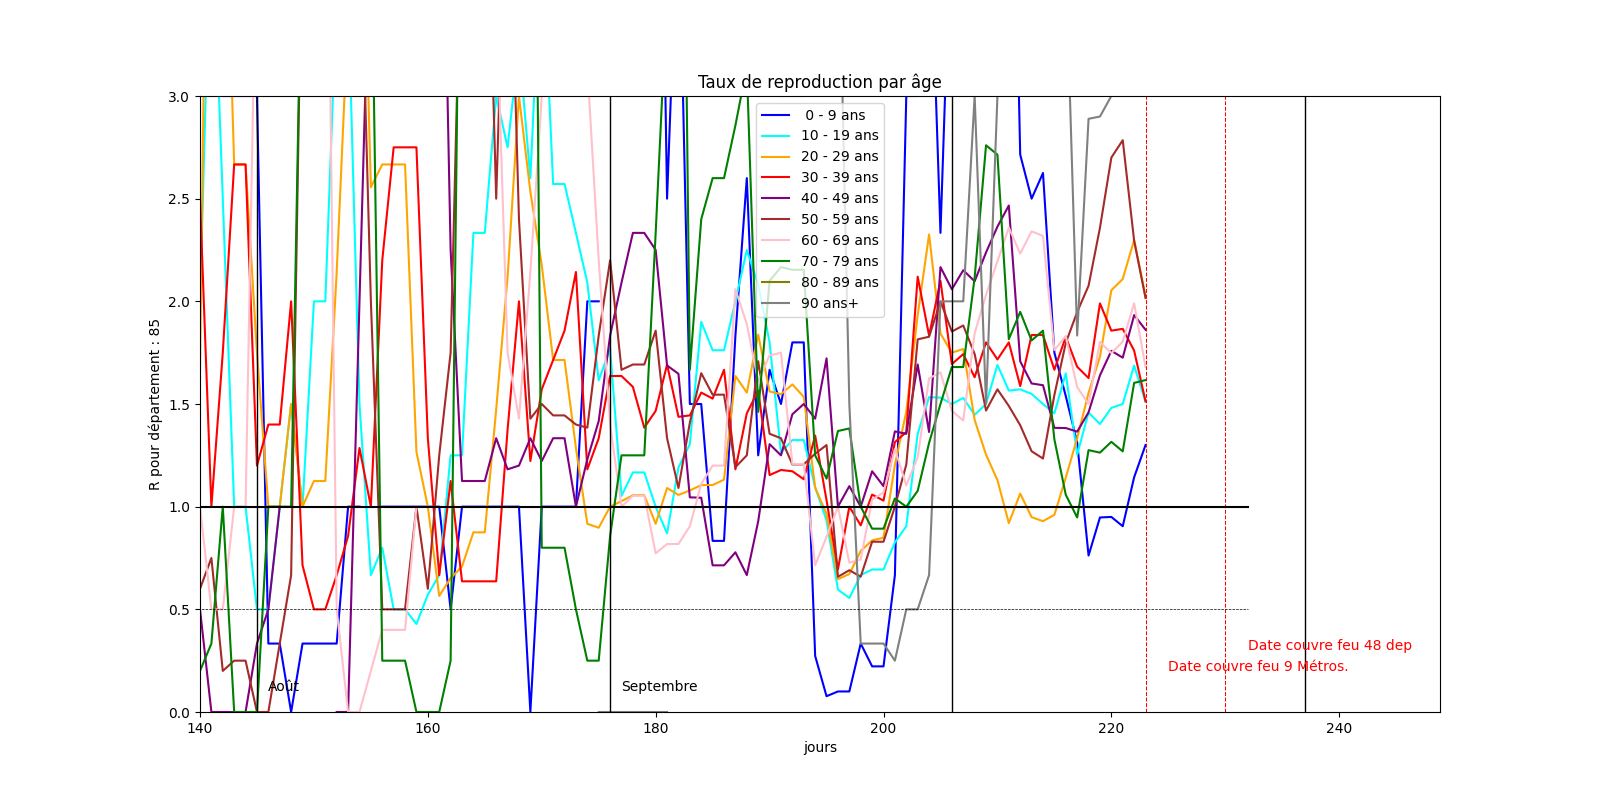 Taux de reproduction par âge
R pour département : 85
3.0
2.5
2.0
1.5
1.0
0.5
0.0
0 - 9 ans
10 - 19 ans
20 - 29 ans
30 - 39 ans
40 - 49 ans
50 - 59 ans
60 - 69 ans
70 - 79 ans
80 - 89 ans
90 ans+
Date couvre feu 48 dep
Date couvre feu 9 Métros.
Août
Septembre
140
160
180
200
220
240
jours